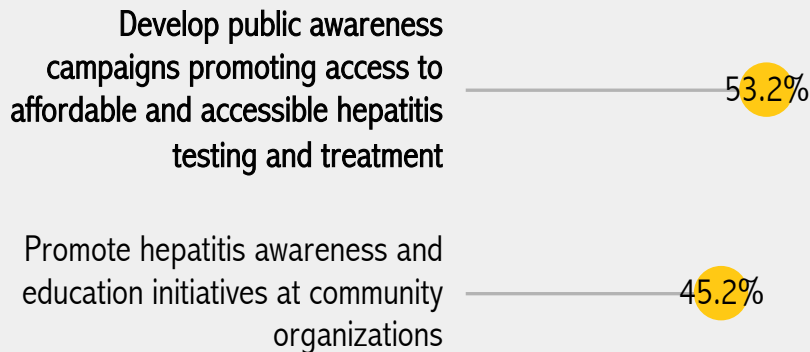 Develop public awareness
campaigns promoting access to
affordable and accessible hepatitis
testing and treatment
53.2%
Promote hepatitis awareness and
education initiatives at community
organizations
45.2%